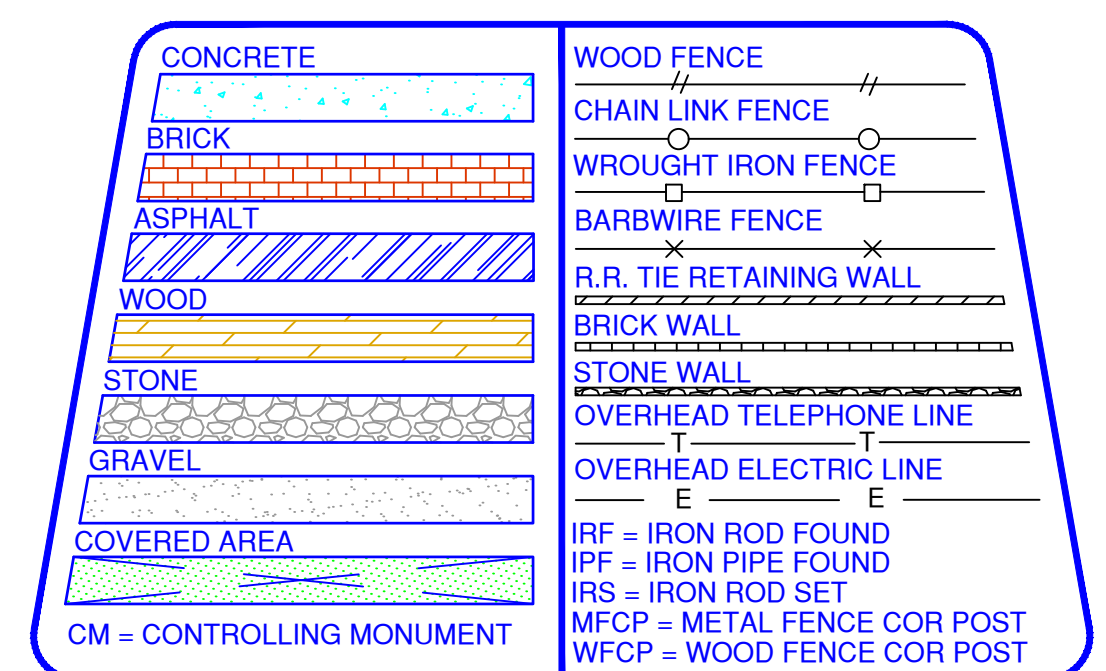 CONCRETE
BRICK
ASPHALT
WOOD
STONE
GRAVEL
COVERED AREA
CM = CONTROLLING MONUMENT
WOOD FENCE
CHAIN LINK FENCE
WROUGHT IRON FENCE
BARBWIRE FENCE
R.R. TIE RETAINING WALL
BRICK WALL
STONE WALL
OVERHEAD TELEPHONE LINE
T T
OVERHEAD ELECTRIC LINE
E E
IRF = IRON ROD FOUND
IPF = IRON PIPE FOUND
IRS = IRON ROD SET
MFCP = METAL FENCE COR POST
WFCP = WOOD FENCE COR POST